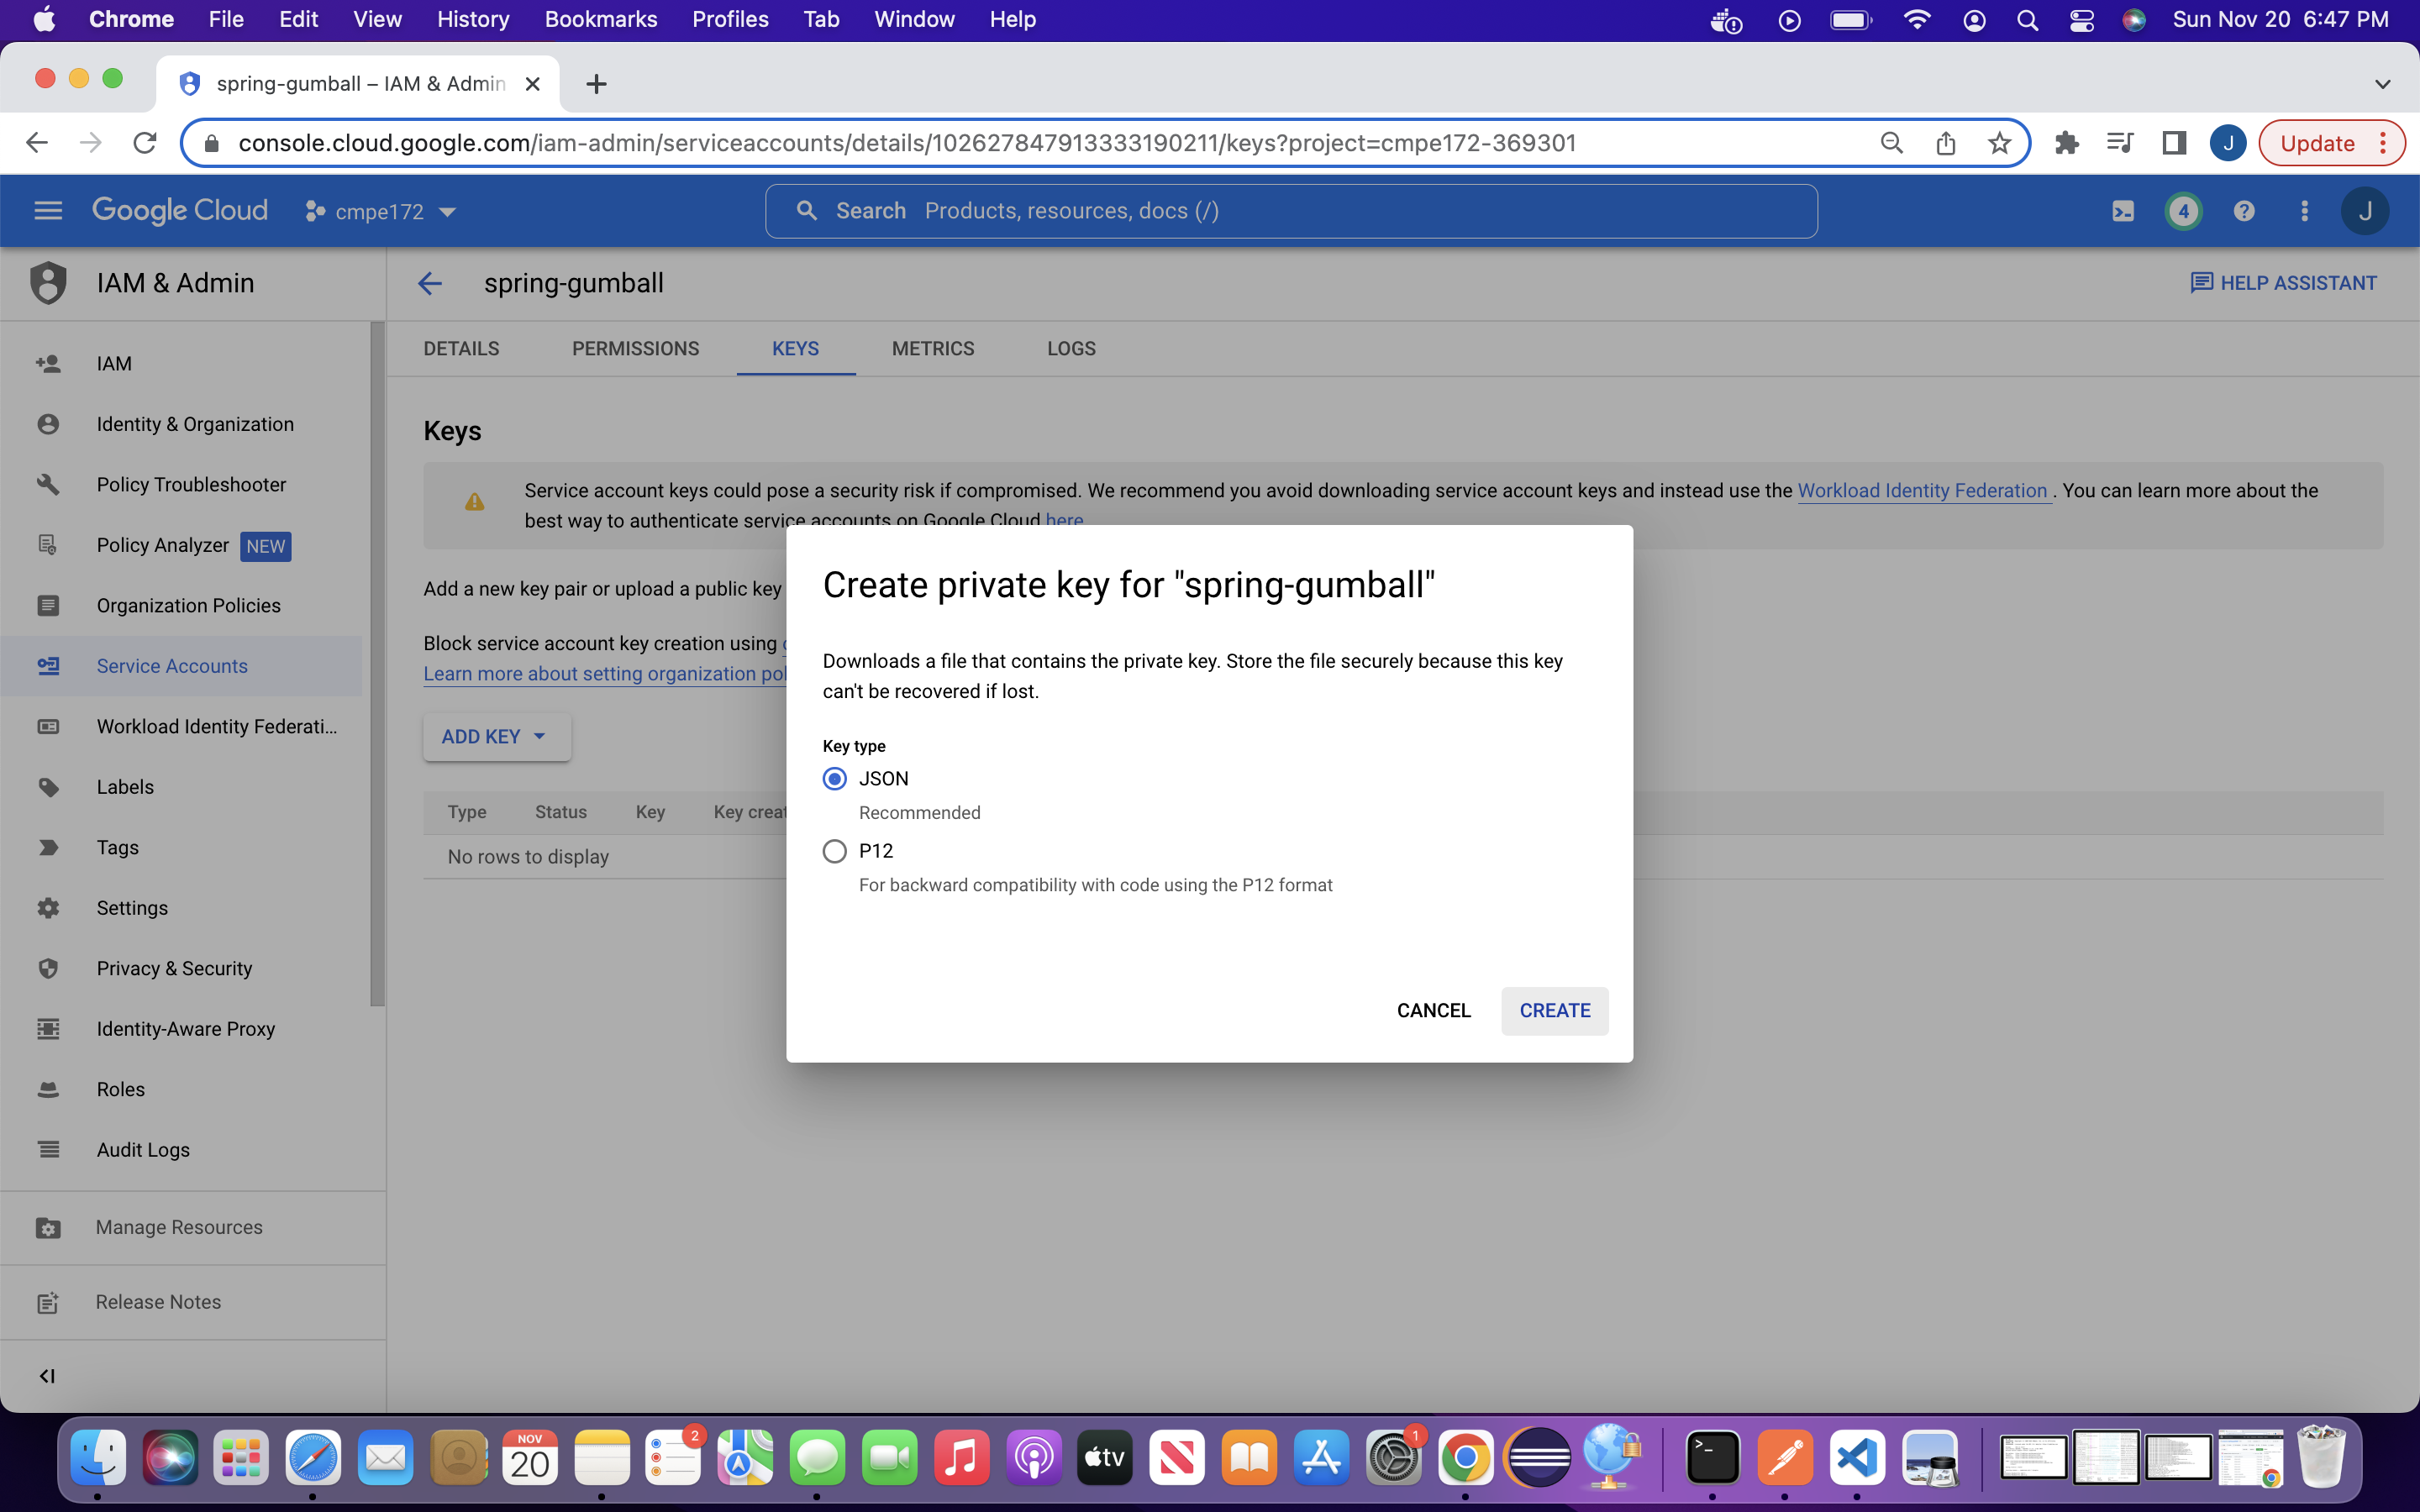 Chrome File Edit View History Bookmarks Profiles Tab Window Help Sun Nov 20 6:47 PM
spring-gumball – IAM & Admin
console.cloud.google.com/iam-admin/serviceaccounts/details/102627847913333190211/keys?project=cmpe172-369301 J Update
Google Cloud cmpe172 Search Products, resources, docs (/) 4 J
IAM & Admin
spring-gumball
HELP ASSISTANT
IAM
Identity & Organization
Policy Troubleshooter
Policy Analyzer NEW
Organization Policies
Service Accounts
Workload Identity Federati...
Labels
Tags
Settings
Privacy & Security
Identity-Aware Proxy
Roles
Audit Logs
Manage Resources
Release Notes
DETAILS PERMISSIONS KEYS METRICS LOGS
Keys
Service account keys could pose a security risk if compromised. We recommend you avoid downloading service account keys and instead use the Workload Identity Federation . You can learn more about the
best way to authenticate service accounts on Google Cloud here
Add a new key pair or upload a public key
Block service account key creation using
Learn more about setting organization pol
ADD KEY
Type Status Key Key creat
No rows to display
Create private key for "spring-gumball"
Downloads a file that contains the private key. Store the file securely because this key
can't be recovered if lost.
Key type
JSON
Recommended
P12
For backward compatibility with code using the P12 format
CANCEL CREATE
NOV
20
2
tv
1